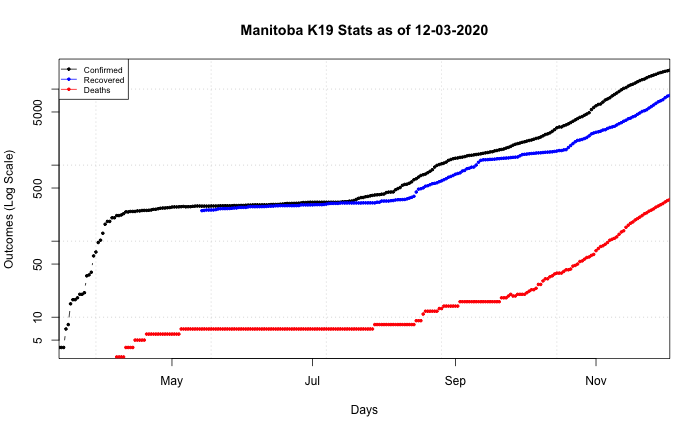 Manitoba K19 Stats as of 12-03-2020
Confirmed
Recovered
Deaths
Outcomes (Log Scale)
5000
500
50
10
5
May Jul Sep Nov
Days